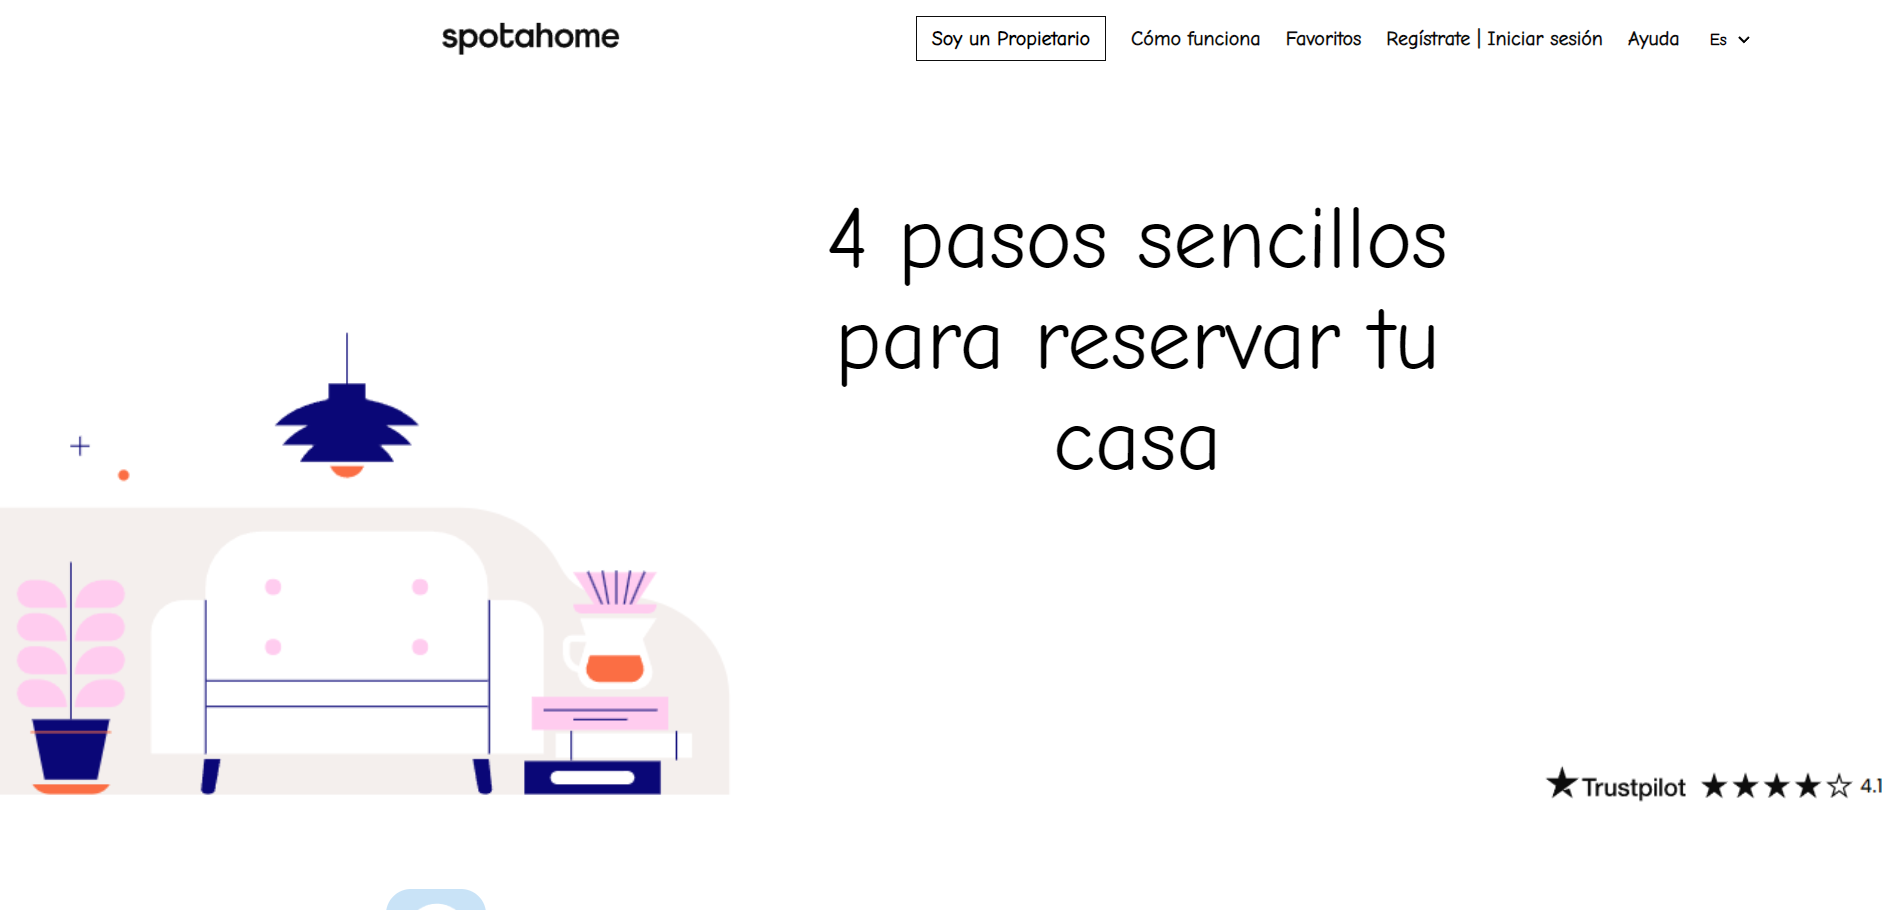 spotahome
Soy un Propietario
Cómo funciona
Favoritos
Regístrate | Iniciar sesión
Ayuda
Es
4 pasos sencillos
para reservar tu
casa
Trustpilot 4.1